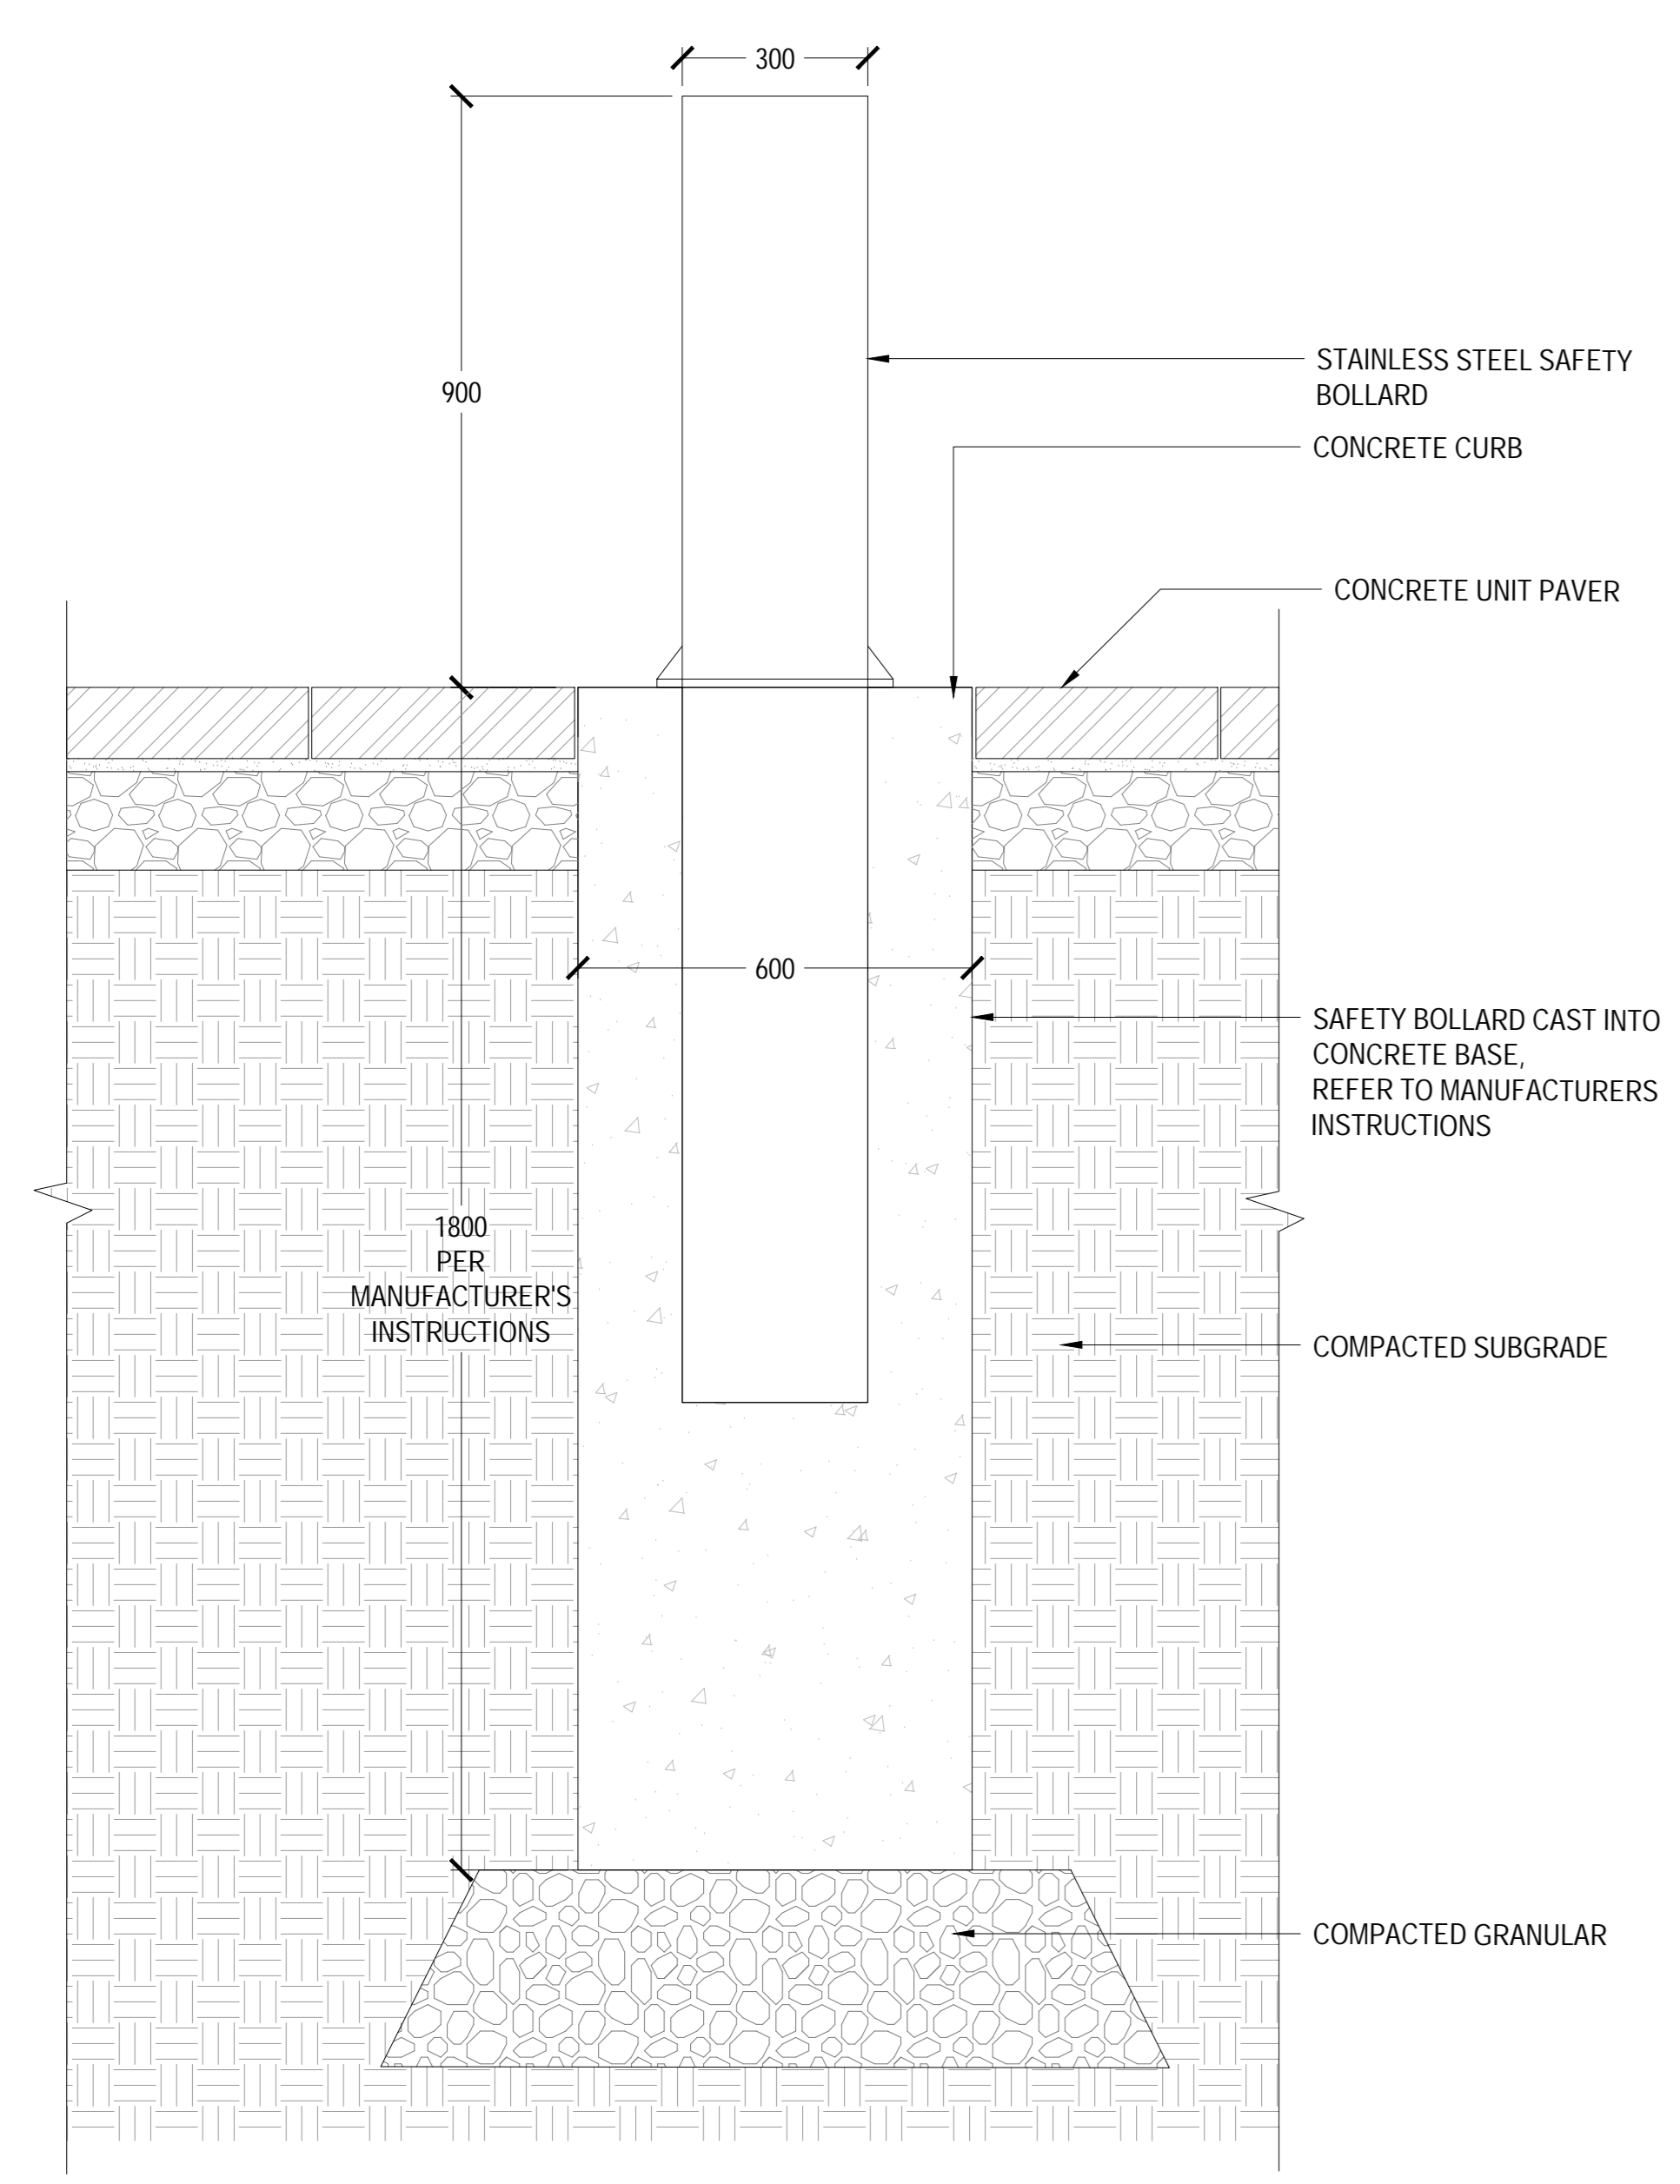 300
900
STAINLESS STEEL SAFETY
BOLLARD
CONCRETE CURB
CONCRETE UNIT PAVER
600
SAFETY BOLLARD CAST INTO
CONCRETE BASE,
REFER TO MANUFACTURERS
INSTRUCTIONS
1800
PER
MANUFACTURER'S
INSTRUCTIONS
COMPACTED SUBGRADE
COMPACTED GRANULAR